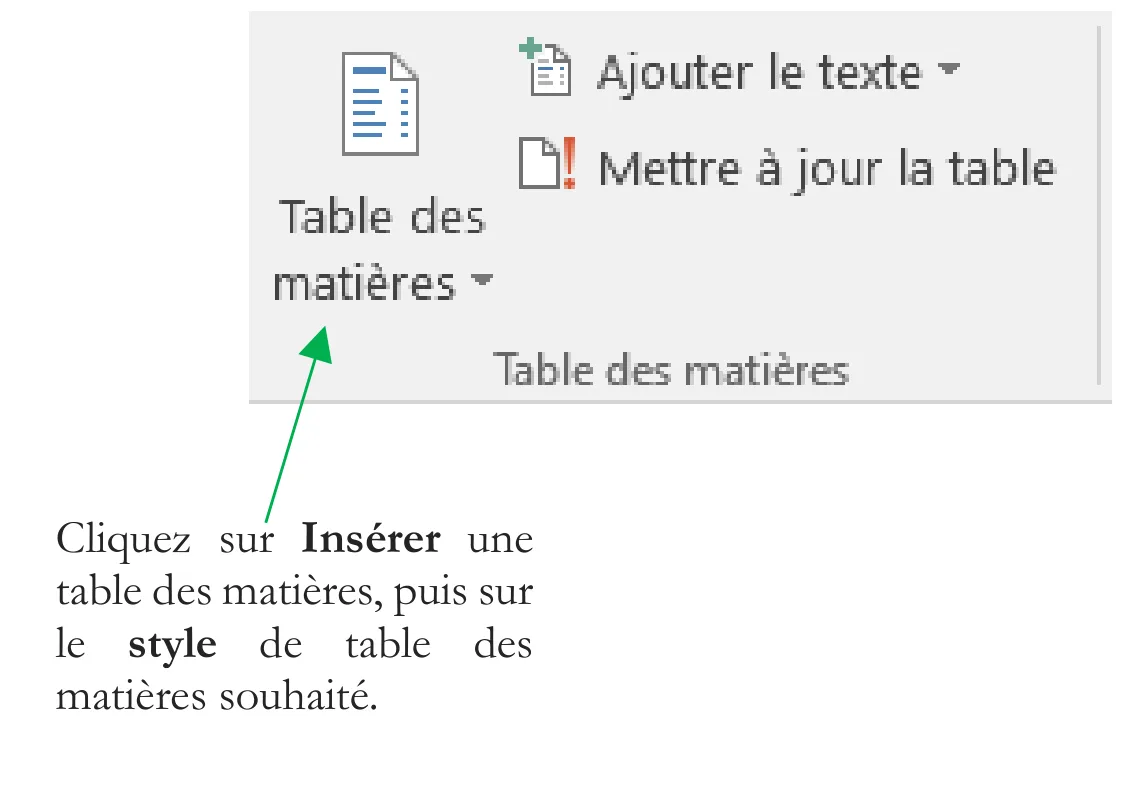 Ajouter le texte
Mettre à jour la table
Table des
matières
Table des matières
Cliquez sur Insérer une
table des matières, puis sur
le style de table des
matières souhaité.